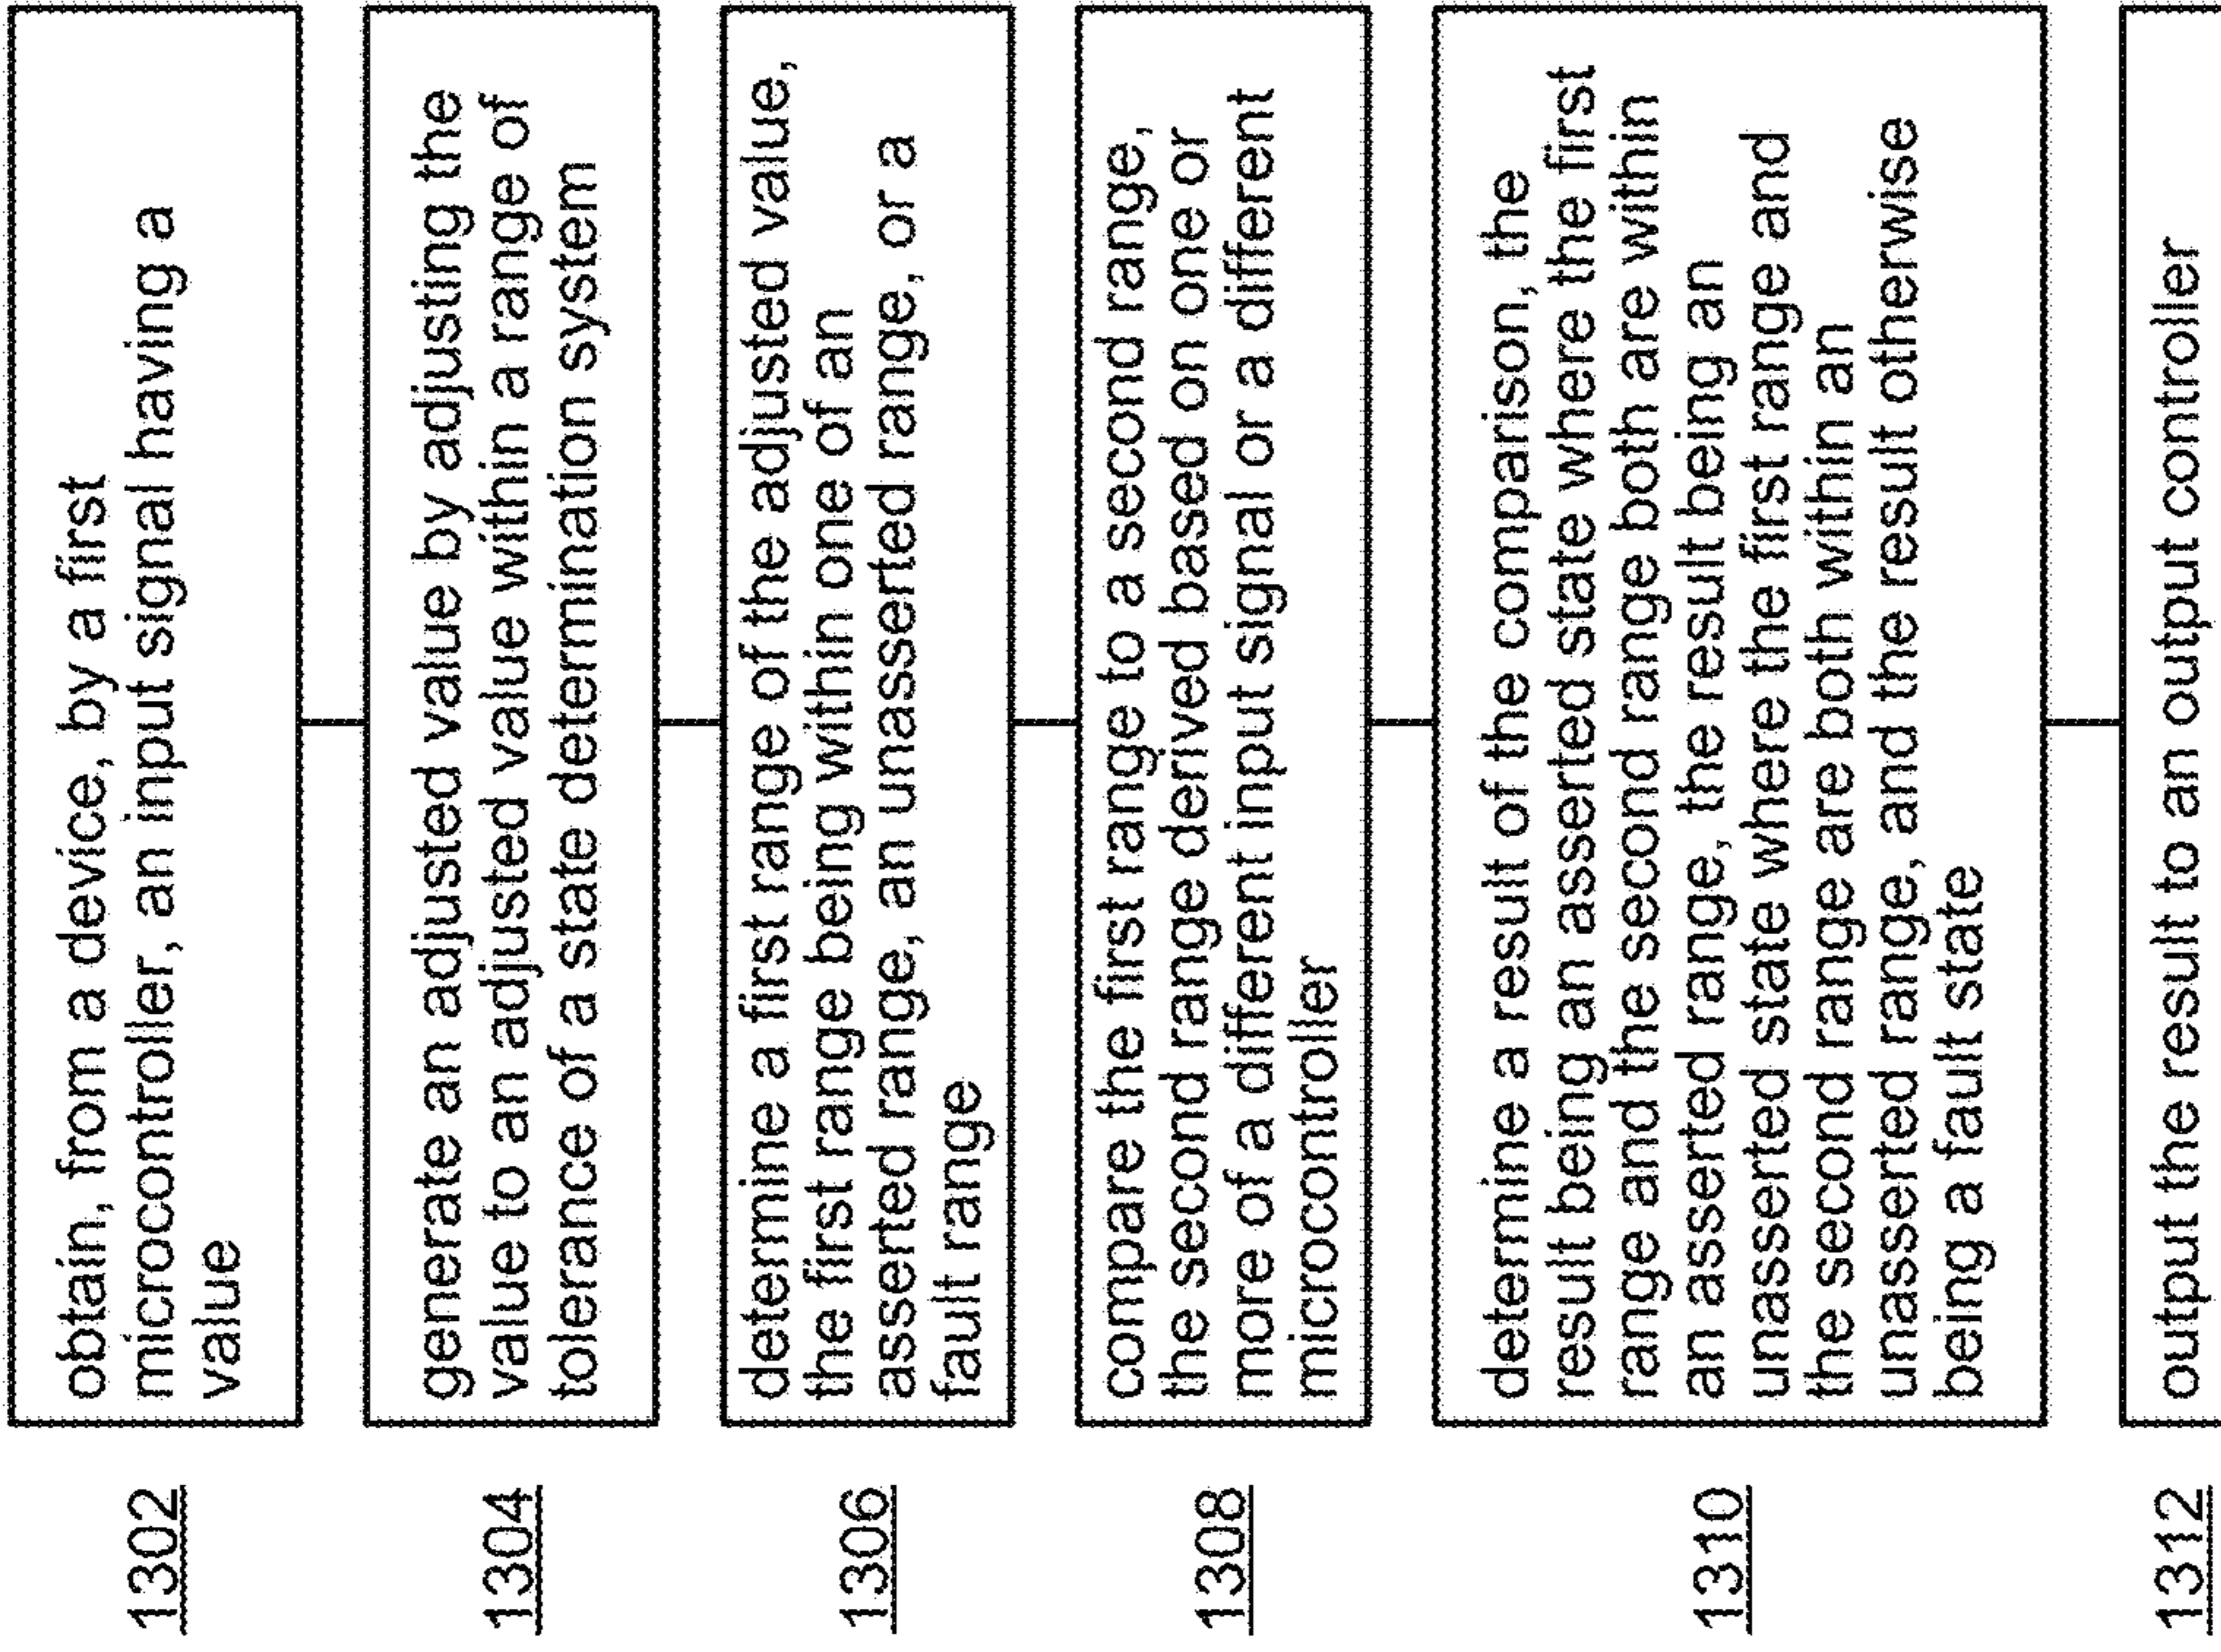 1302
obtain, from a device, by a first
microcontroller, an input signal having a
value
1304
generate an adjusted value by adjusting the
value to an adjusted value within a range of
tolerance of a state determination system
1306
determine a first range of the adjusted value,
the first range being within one of an
asserted range, an unasserted range, or a
fault range
1308
compare the first range to a second range,
the second range derived based on one or
more of a different input signal or a different
microcontroller
1310
determine a result of the comparison, the
result being an asserted state where the first
range and the second range both are within
an asserted range, the result being an
unasserted state where the first range and
the second range are both within an
unasserted range, and the result otherwise
being a fault state
1312
output the result to an output controller